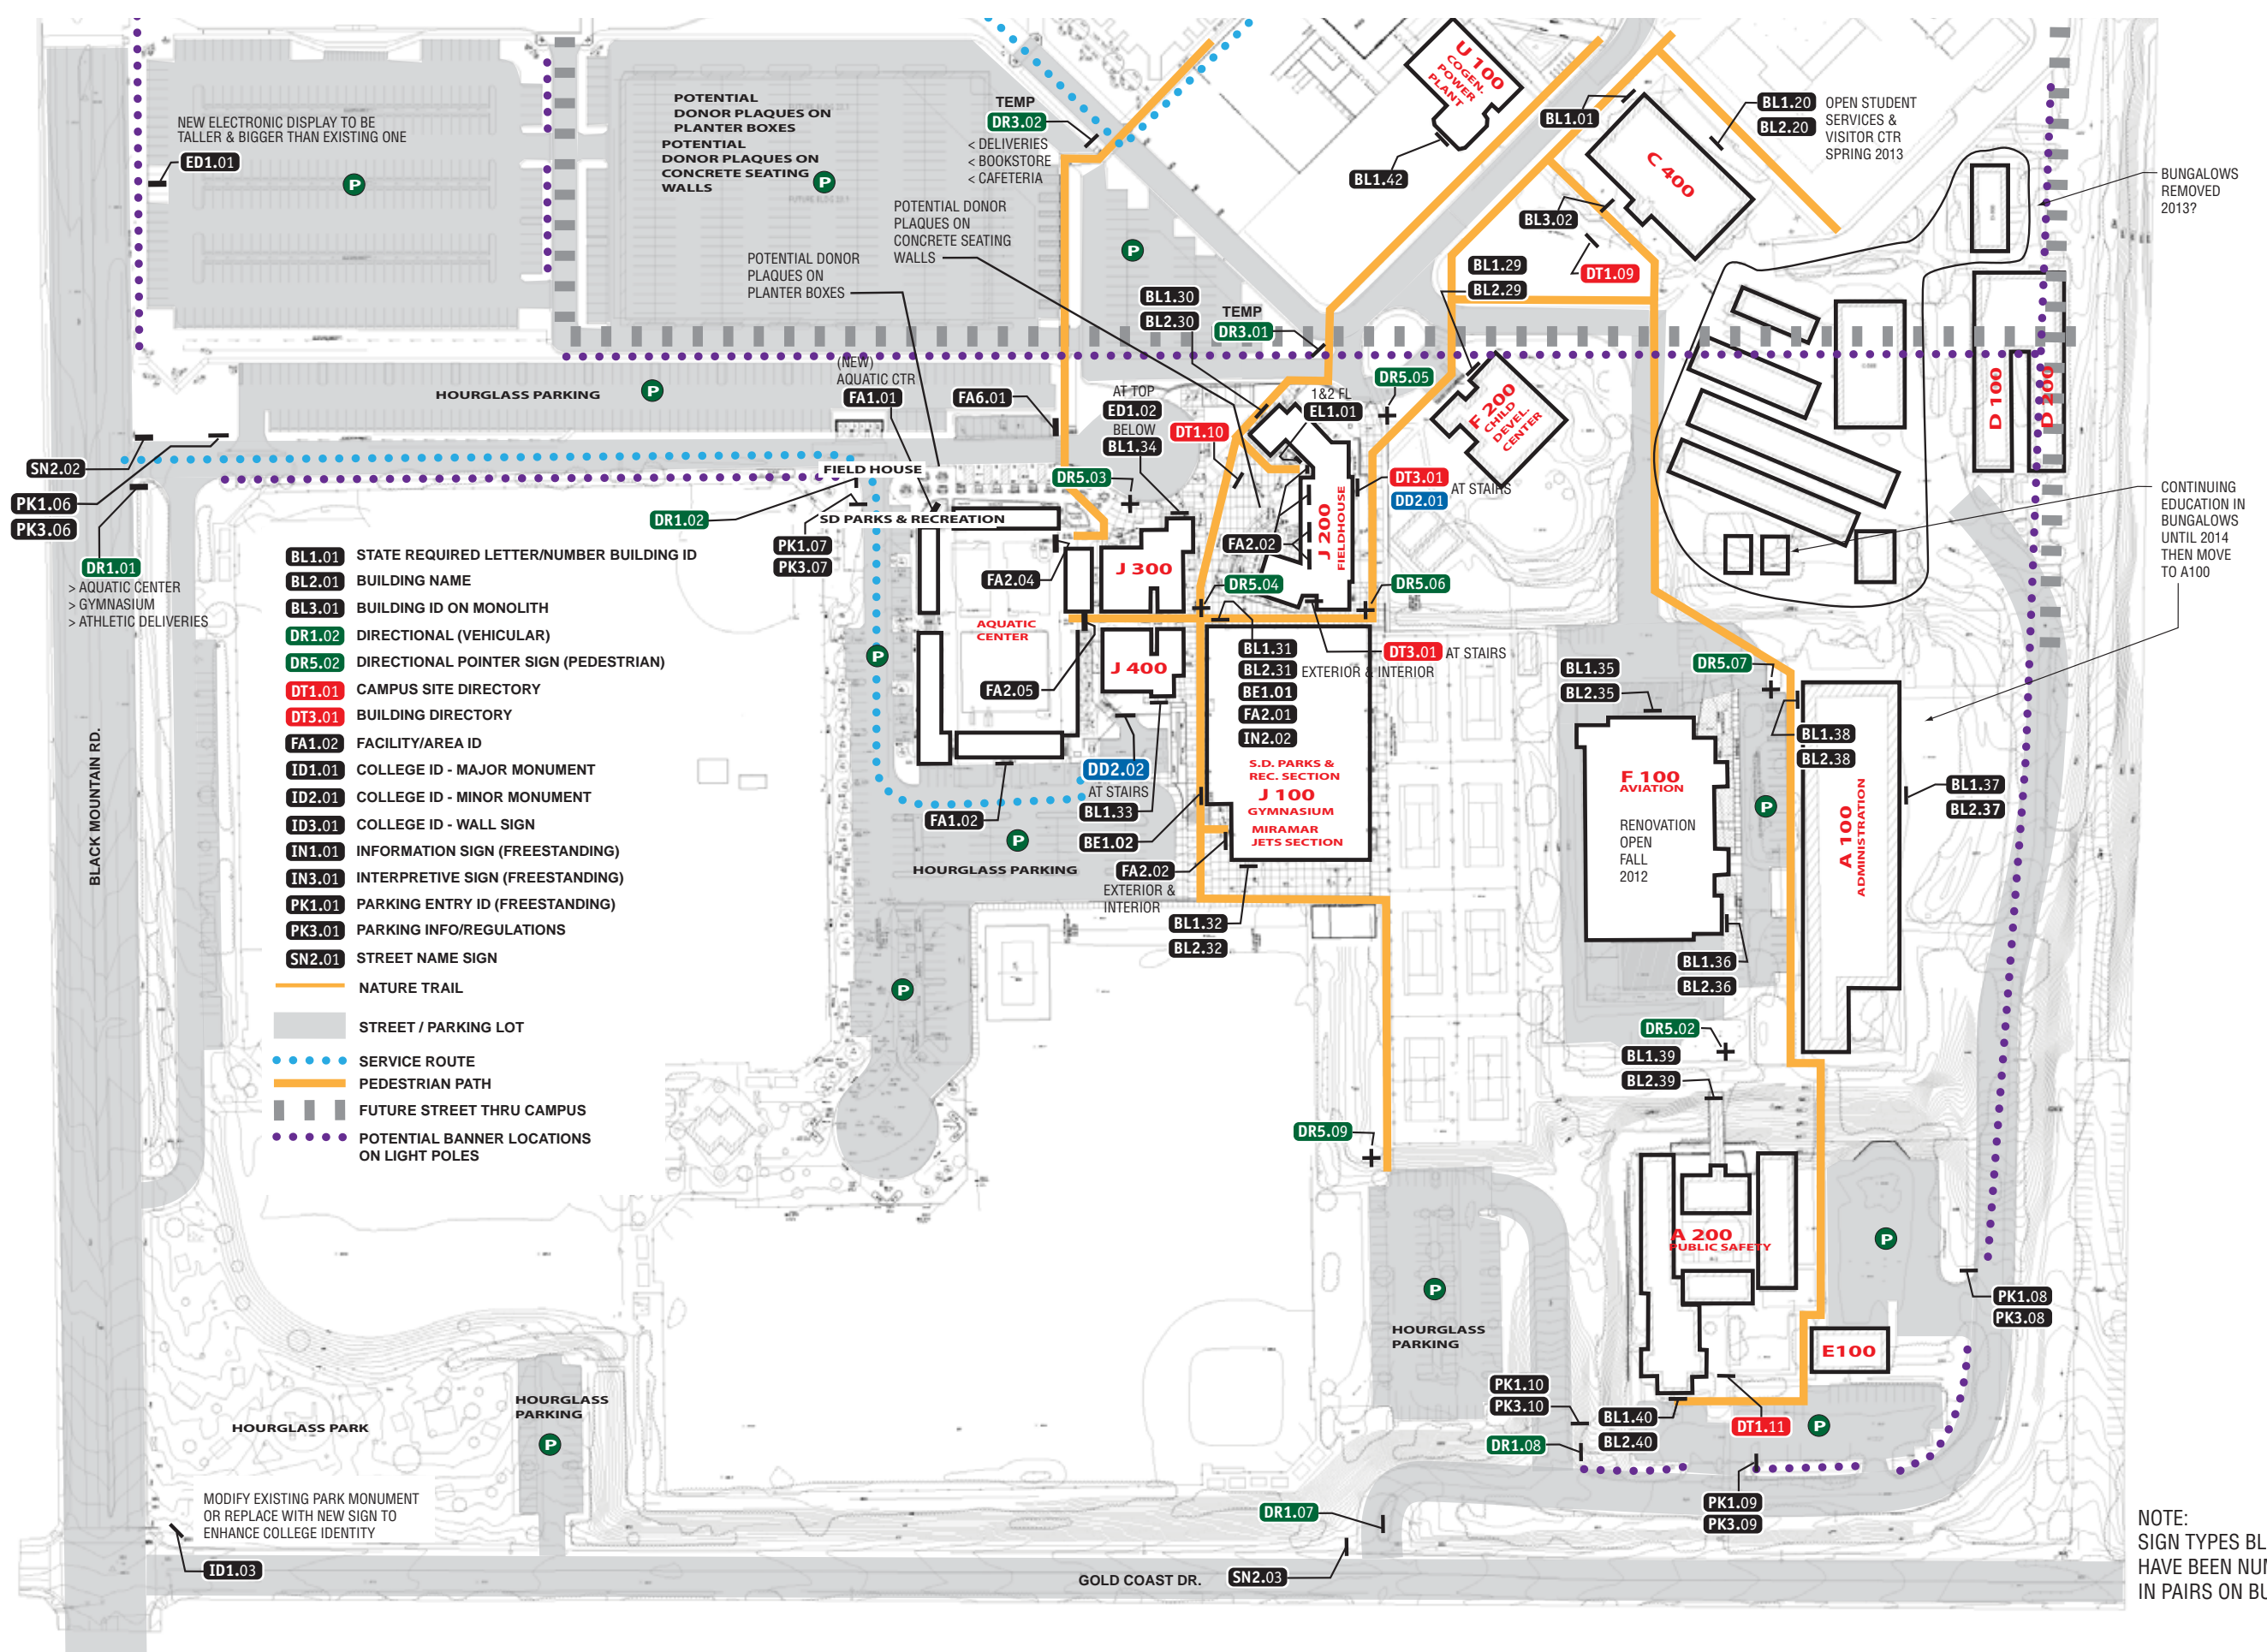 NEW ELECTRONIC DISPLAY TO BE
TALLER & BIGGER THAN EXISTING ONE
ED1.01
P
POTENTIAL
DONOR PLAQUES ON
PLANTER BOXES
POTENTIAL
DONOR PLAQUES ON
CONCRETE SEATING
WALLS
P
TEMP
DR3.02
< DELIVERIES
< BOOKSTORE
< CAFETERIA
POTENTIAL DONOR
PLAQUES ON
CONCRETE SEATING
WALLS
POTENTIAL DONOR
PLAQUES ON
PLANTER BOXES
P
U 100
COGEN.
POWER
PLANT
BL1.42
BL1.01
C 400
BL1.20
BL2.20
OPEN STUDENT
SERVICES &
VISITOR CTR
SPRING 2013
BL3.02
DT1.09
BUNGALOWS
REMOVED
2013?
BL1.29
BL2.29
BL1.30
BL2.30
TEMP
DR3.01
DR5.05
HOURGLASS PARKING
P
(NEW)
AQUATIC CTR
FA1.01
FA6.01
AT TOP
ED1.02
BELOW
BL1.34
DT1.10
1&2 FL
EL1.01
F 200
CHILD
DEVEL.
CENTER
D 100
D 200
SN2.02
PK1.06
PK3.06
DR1.01
> AQUATIC CENTER
> GYMNASIUM
> ATHLETIC DELIVERIES
FIELD HOUSE
DR1.02
SD PARKS & RECREATION
PK1.07
PK3.07
DR5.03
DT3.01
DD2.01
AT STAIRS
J 200
FIELDHOUSE
FA2.02
CONTINUING
EDUCATION IN
BUNGALOWS
UNTIL 2014
THEN MOVE
TO A100
BL1.01 STATE REQUIRED LETTER/NUMBER BUILDING ID
BL2.01 BUILDING NAME
BL3.01 BUILDING ID ON MONOLITH
DR1.02 DIRECTIONAL (VEHICULAR)
DR5.02 DIRECTIONAL POINTER SIGN (PEDESTRIAN)
DT1.01 CAMPUS SITE DIRECTORY
DT3.01 BUILDING DIRECTORY
FA1.02 FACILITY/AREA ID
ID1.01 COLLEGE ID - MAJOR MONUMENT
ID2.01 COLLEGE ID - MINOR MONUMENT
ID3.01 COLLEGE ID - WALL SIGN
IN1.01 INFORMATION SIGN (FREESTANDING)
IN3.01 INTERPRETIVE SIGN (FREESTANDING)
PK1.01 PARKING ENTRY ID (FREESTANDING)
PK3.01 PARKING INFO/REGULATIONS
SN2.01 STREET NAME SIGN
NATURE TRAIL
STREET / PARKING LOT
SERVICE ROUTE
PEDESTRIAN PATH
FUTURE STREET THRU CAMPUS
POTENTIAL BANNER LOCATIONS
ON LIGHT POLES
BLACK MOUNTAIN RD.
FA2.04
J 300
DR5.04
DR5.06
AQUATIC
CENTER
P
J 400
FA2.05
BL1.31
BL2.31
BE1.01
FA2.01
IN2.02
EXTERIOR & INTERIOR
DT3.01
AT STAIRS
S.D. PARKS &
REC. SECTION
J 100
GYMNASIUM
MIRAMAR
JETS SECTION
DD2.02
AT STAIRS
BL1.33
FA1.02
BE1.02
P
HOURGLASS PARKING
FA2.02
EXTERIOR &
INTERIOR
BL1.32
BL2.32
P
BL1.35
BL2.35
DR5.07
F 100
AVIATION
RENOVATION
OPEN
FALL
2012
P
BL1.38
BL2.38
A 100
ADMINISTRATION
BL1.37
BL2.37
BL1.36
BL2.36
DR5.02
BL1.39
BL2.39
DR5.09
A 200
PUBLIC SAFETY
P
P
HOURGLASS
PARKING
PK1.08
PK3.08
E100
PK1.10
PK3.10
BL1.40
BL2.40
DT1.11
P
DR1.08
PK1.09
PK3.09
HOURGLASS PARK
HOURGLASS
PARKING
P
MODIFY EXISTING PARK MONUMENT
OR REPLACE WITH NEW SIGN TO
ENHANCE COLLEGE IDENTITY
ID1.03
DR1.07
GOLD COAST DR.
SN2.03
NOTE:
SIGN TYPES BL
HAVE BEEN NUM
IN PAIRS ON BU